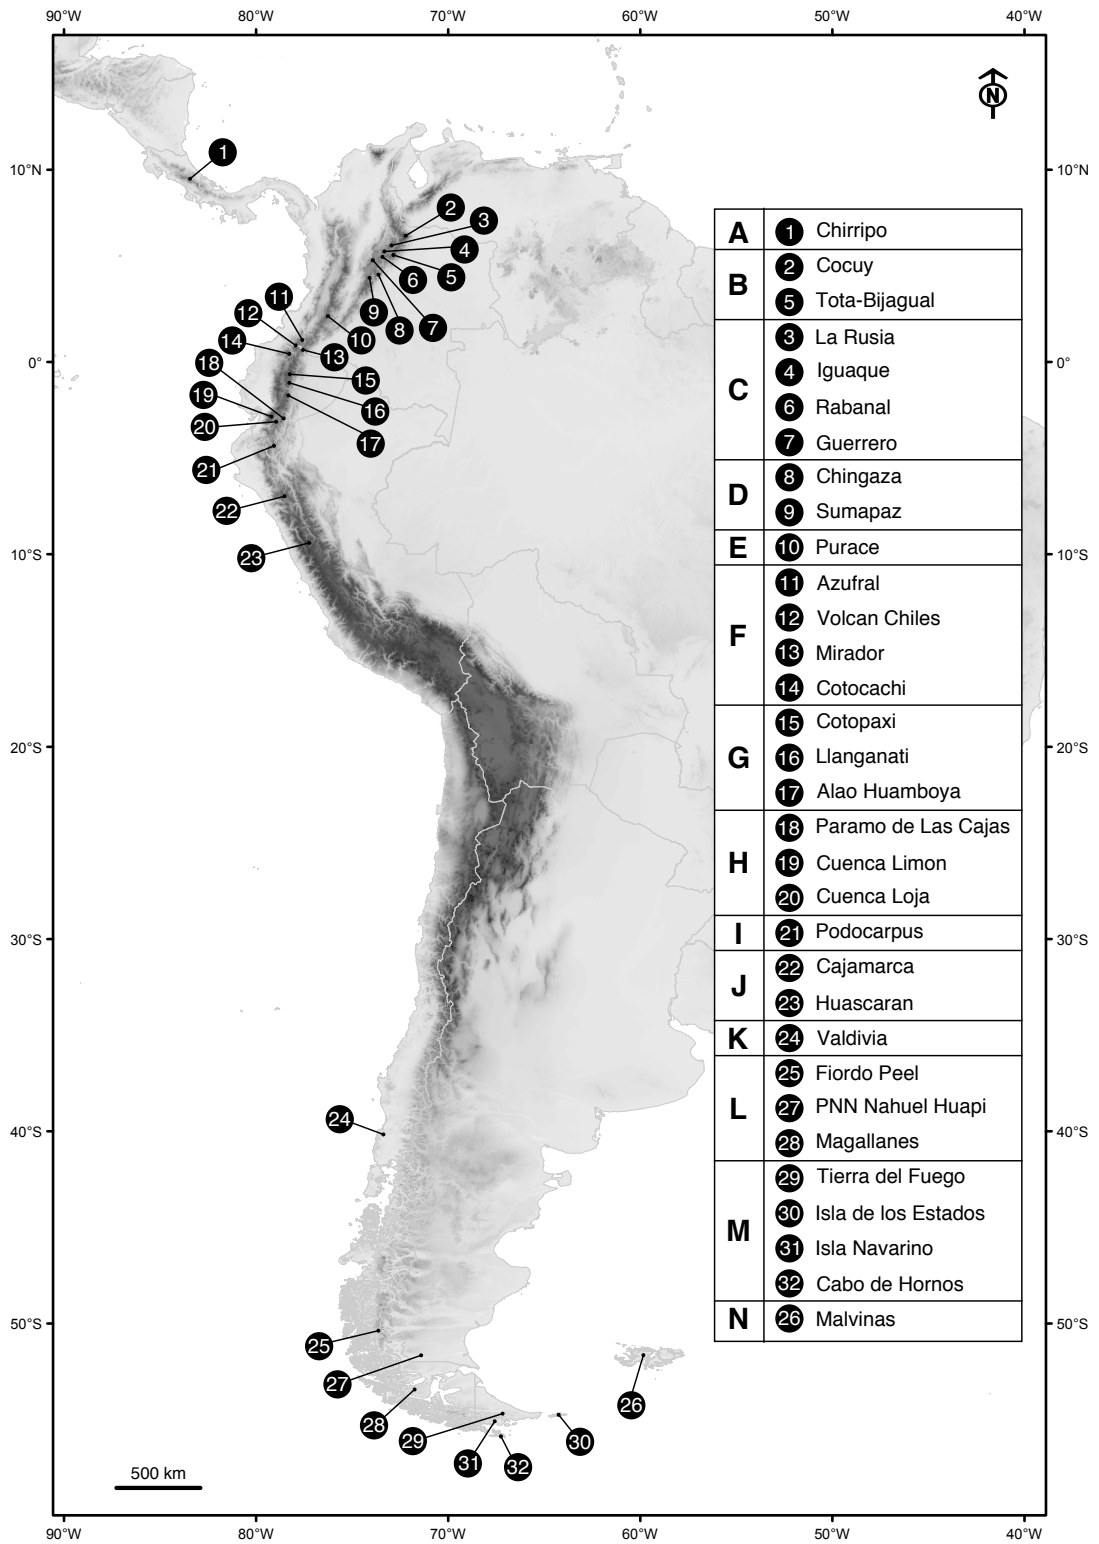 90°W 80°W 70°W 60°W 50°W 40°W
N
1
10°N 10°N
2
3
4
5
6
7
8
9
10
11
12
13
14
0° 0°
15
16
17
18
19
20
21
22
23
10°S 10°S
20°S 20°S
30°S 30°S
24
40°S 40°S
50°S 50°S
25
26
27
28
29
30
31
32
A
1 Chirripo
B
2 Cocuy
5 Tota-Bijagual
C
3 La Rusia
4 Iguaque
6 Rabanal
7 Guerrero
D
8 Chingaza
9 Sumapaz
E
10 Purace
F
11 Azufral
12 Volcan Chiles
13 Mirador
14 Cotocachi
G
15 Cotopaxi
16 Llanganati
17 Alao Huamboya
H
18 Paramo de Las Cajas
19 Cuenca Limon
20 Cuenca Loja
I
21 Podocarpus
J
22 Cajamarca
23 Huascaran
K
24 Valdivia
L
25 Fiordo Peel
27 PNN Nahuel Huapi
28 Magallanes
M
29 Tierra del Fuego
30 Isla de los Estados
31 Isla Navarino
32 Cabo de Hornos
N
26 Malvinas
500 km
90°W 80°W 70°W 60°W 50°W 40°W